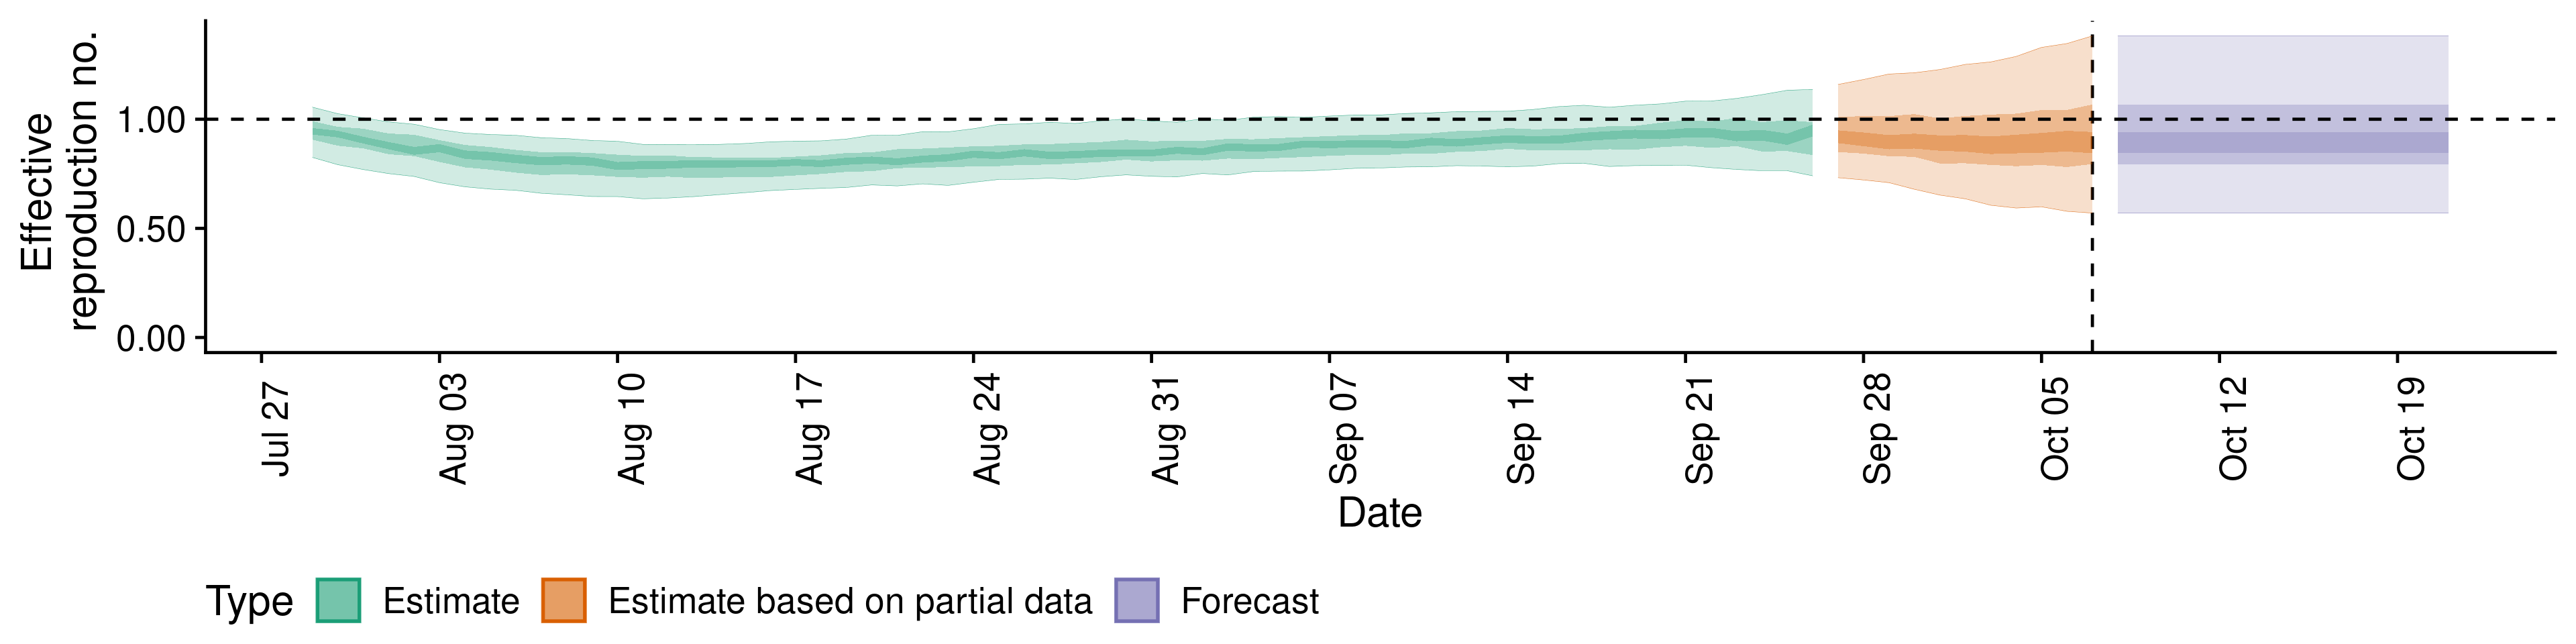 Effective
reproduction no.
1.00
0.50
0.00
Jul 27
Aug 03
Aug 10
Aug 17
Aug 24
Aug 31
Sep 07
Sep 14
Sep 21
Sep 28
Oct 05
Oct 12
Oct 19
Date
Type Estimate Estimate based on partial data Forecast